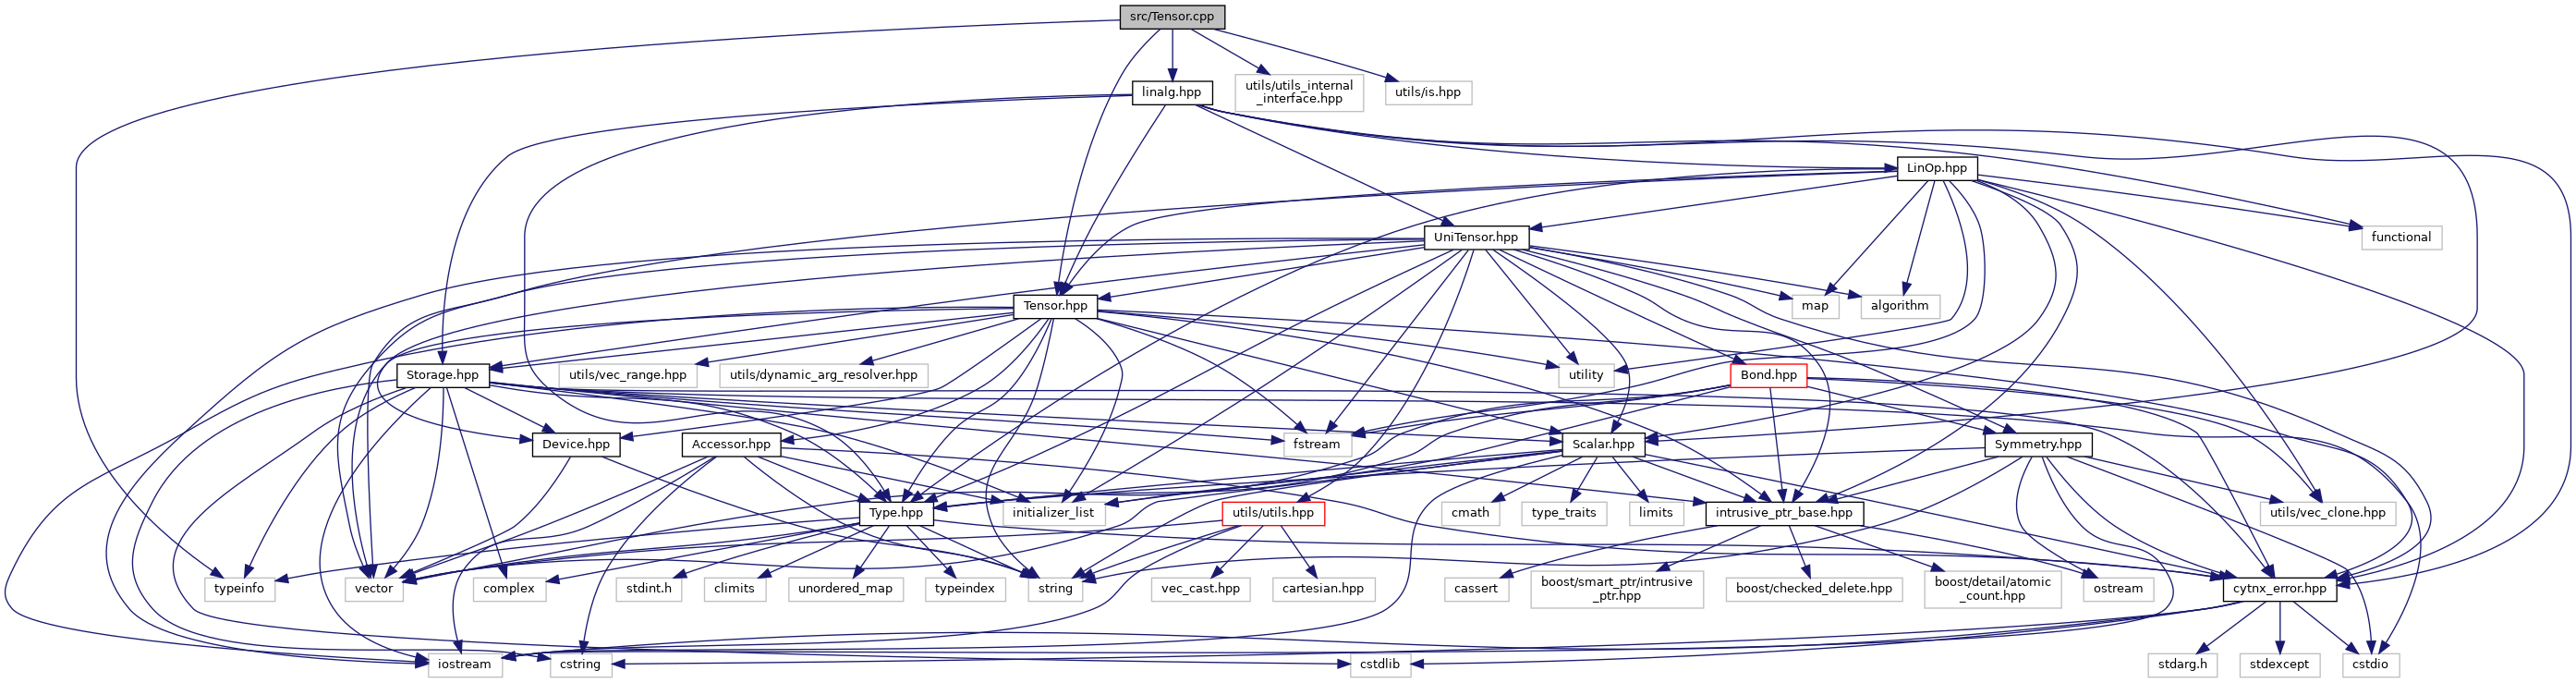 src/Tensor.cpp
linalg.hpp
utils/utils_internal
_interface.hpp
utils/is.hpp
LinOp.hpp
UniTensor.hpp
functional
Tensor.hpp
map
algorithm
Storage.hpp
utils/vec_range.hpp
utils/dynamic_arg_resolver.hpp
utility
Bond.hpp
Device.hpp
Accessor.hpp
fstream
Scalar.hpp
Symmetry.hpp
Type.hpp
initializer_list
utils/utils.hpp
cmath
type_traits
limits
intrusive_ptr_base.hpp
utils/vec_clone.hpp
typeinfo
vector
complex
stdint.h
climits
unordered_map
typeindex
string
vec_cast.hpp
cartesian.hpp
cassert
boost/smart_ptr/intrusive
_ptr.hpp
boost/checked_delete.hpp
boost/detail/atomic
_count.hpp
ostream
cytnx_error.hpp
iostream
cstring
cstdlib
stdarg.h
stdexcept
cstdio